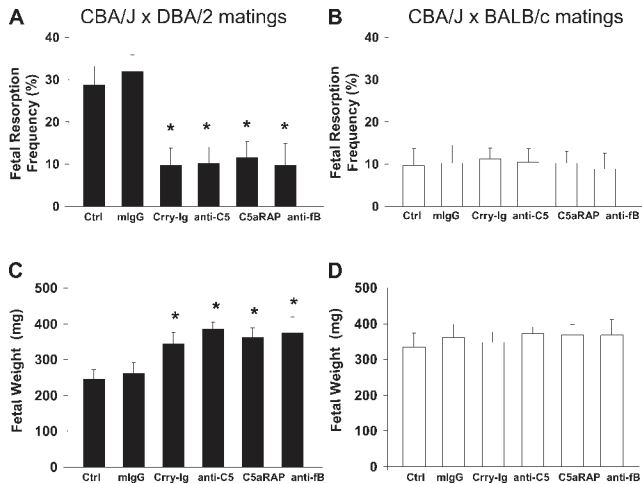 A CBA/J x DBA/2 matings
B CBA/J x BALB/c matings
Fetal Resorption
Frequency (%)
40
30
20
10
0
* * * *
Ctrl mIgG Crry-Ig anti-C5 C5aRAP anti-fB
Fetal Resorption
Frequency (%)
40
30
20
10
0
Ctrl mIgG Crry-Ig anti-C5 C5aRAP anti-fB
C
Fetal Weight (mg)
500
400
300
200
100
0
* * * *
Ctrl mIgG Crry-Ig anti-C5 C5aRAP anti-fB
D
Fetal Weight (mg)
500
400
300
200
100
0
Ctrl mIgG Crry-Ig anti-C5 C5aRAP anti-fB